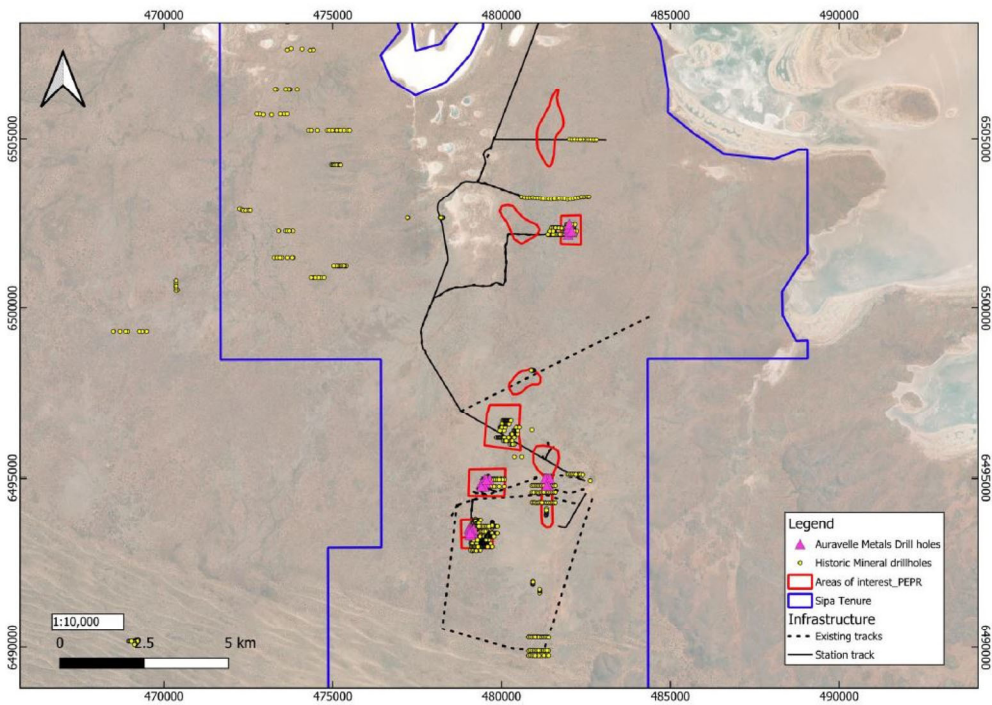 470000 475000 480000 485000 490000
6505000 6505000
6500000 6500000
6495000 6495000
6490000 6490000
Legend
Auravelle Metals Drill holes
Historic Mineral drillholes
Areas of interest_PEPR
Sipa Tenure
Infrastructure
Existing tracks
Station track
1:10,000
0 2.5 5 km
470000 475000 480000 485000 490000